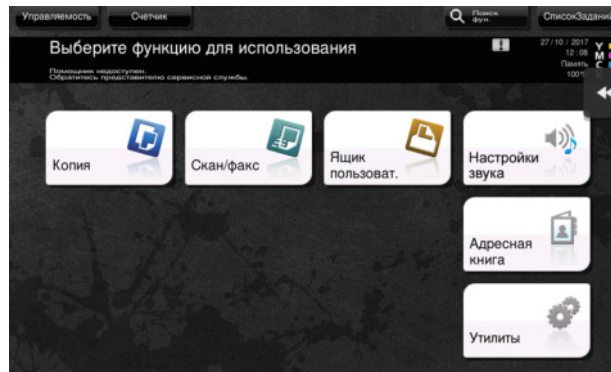 Управляемость
Счетчик
Поиск
фун.
СписокЗадани
Выберите функцию для использования
27/10/2017
12:08
Память
Помощник недоступен.
Обратитесь представителю сервисной службы.
Y
M
C
Копия
Скан/факс
Ящик
пользоват.
Настройки
звука
Адресная
книга
Утилиты